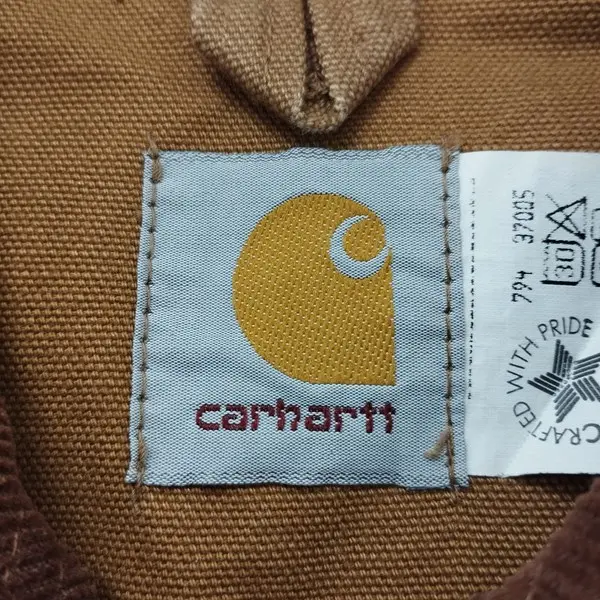 carhartt
794 37005
30
CRAFTED WITH PRIDE